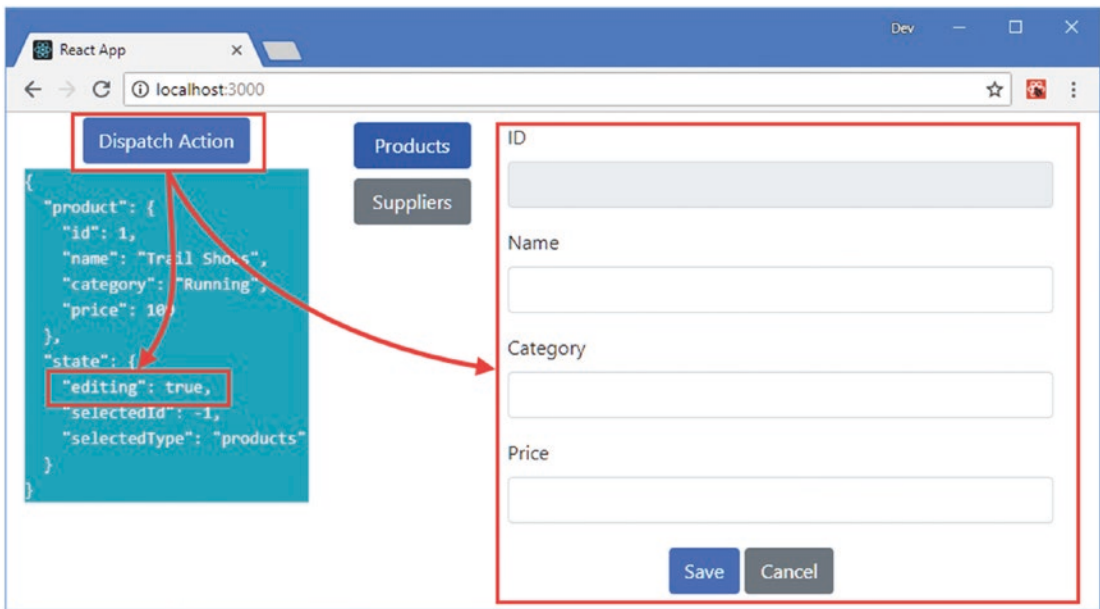 Dev
React App
localhost:3000
Dispatch Action
{
"product": {
"id": 1,
"name": "Trail Shoes",
"category": "Running",
"price": 100
},
"state": {
"editing": true,
"selectedId": -1,
"selectedType": "products"
}
}
Products
Suppliers
ID
Name
Category
Price
Save
Cancel